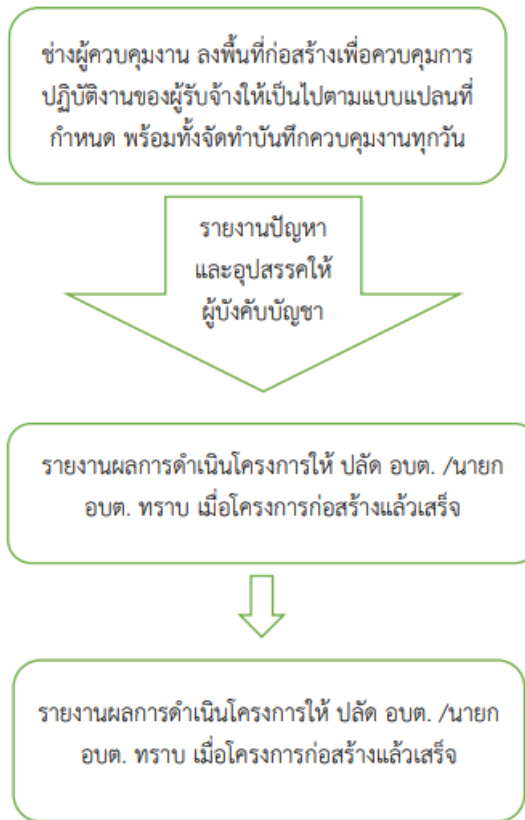 ช่างผู้ควบคุมงาน ลงพื้นที่ก่อสร้างเพื่อควบคุมการ
ปฏิบัติงานของผู้รับจ้างให้เป็นไปตามแบบแปลนที่
กำหนด พร้อมทั้งจัดทำบันทึกควบคุมงานทุกวัน
รายงานปัญหา
และอุปสรรคให้
ผู้บังคับบัญชา
รายงานผลการดำเนินโครงการให้ ปลัด อบต. /นายก
อบต. ทราบ เมื่อโครงการก่อสร้างแล้วเสร็จ
รายงานผลการดำเนินโครงการให้ ปลัด อบต. /นายก
อบต. ทราบ เมื่อโครงการก่อสร้างแล้วเสร็จ